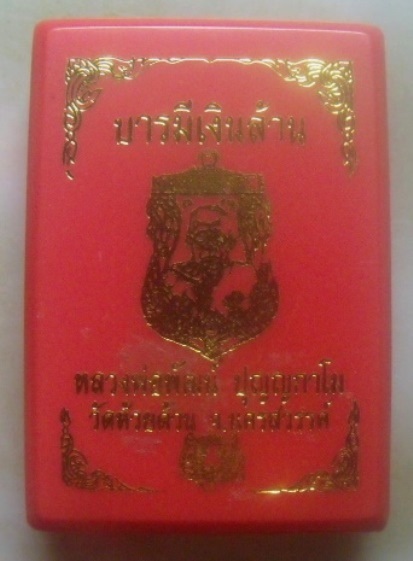 บารมีเงินล้าน
หลวงพ่อพัฒน์ ปุญญกาโม
วัดห้วยด้วน จ.นครสวรรค์